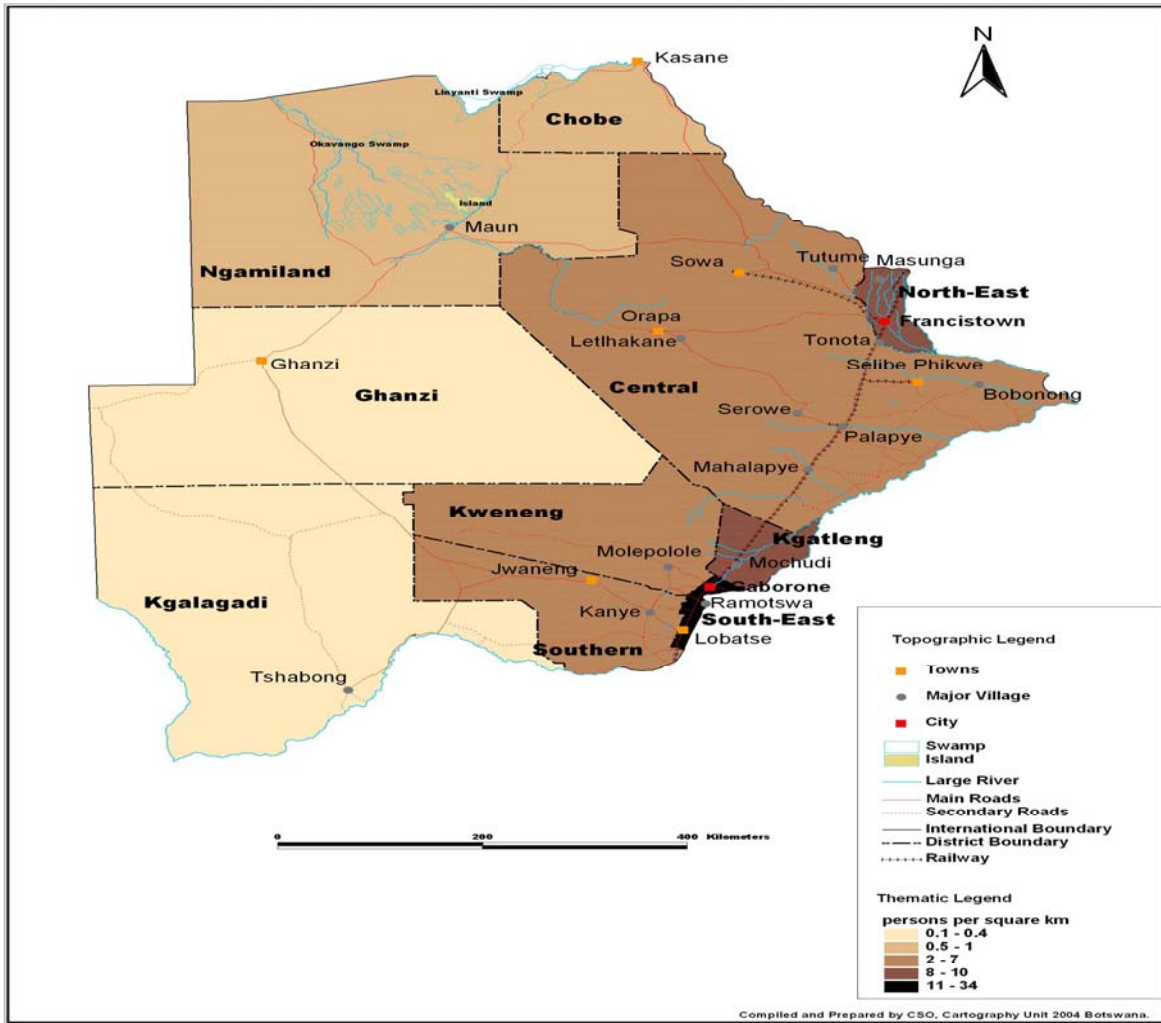 N
Kasane
Linyanti Swamp
Chobe
Okavango Swamp
Island
Maun
Ngamiland
Sowa
Tutume
Masunga
North-East
Francistown
Orapa
Letlhakane
Tonota
Selibe Phikwe
Ghanzi
Ghanzi
Central
Bobonong
Serowe
Palapye
Mahalapye
Kweneng
Kgatleng
Molepolole
Mochudi
Jwaneng
Gaborone
Kgalagadi
Kanye
Ramotswa
South-East
Lobatse
Southern
Tshabong
0 200 400 Kilometers
Topographic Legend
Towns
Major Village
City
Swamp
Island
Large River
Main Roads
Secondary Roads
International Boundary
District Boundary
Railway
Thematic Legend
persons per square km
0.1 - 0.4
0.5 - 1
2 - 7
8 - 10
11 - 34
Compiled and Prepared by CSO, Cartography Unit 2004 Botswana.